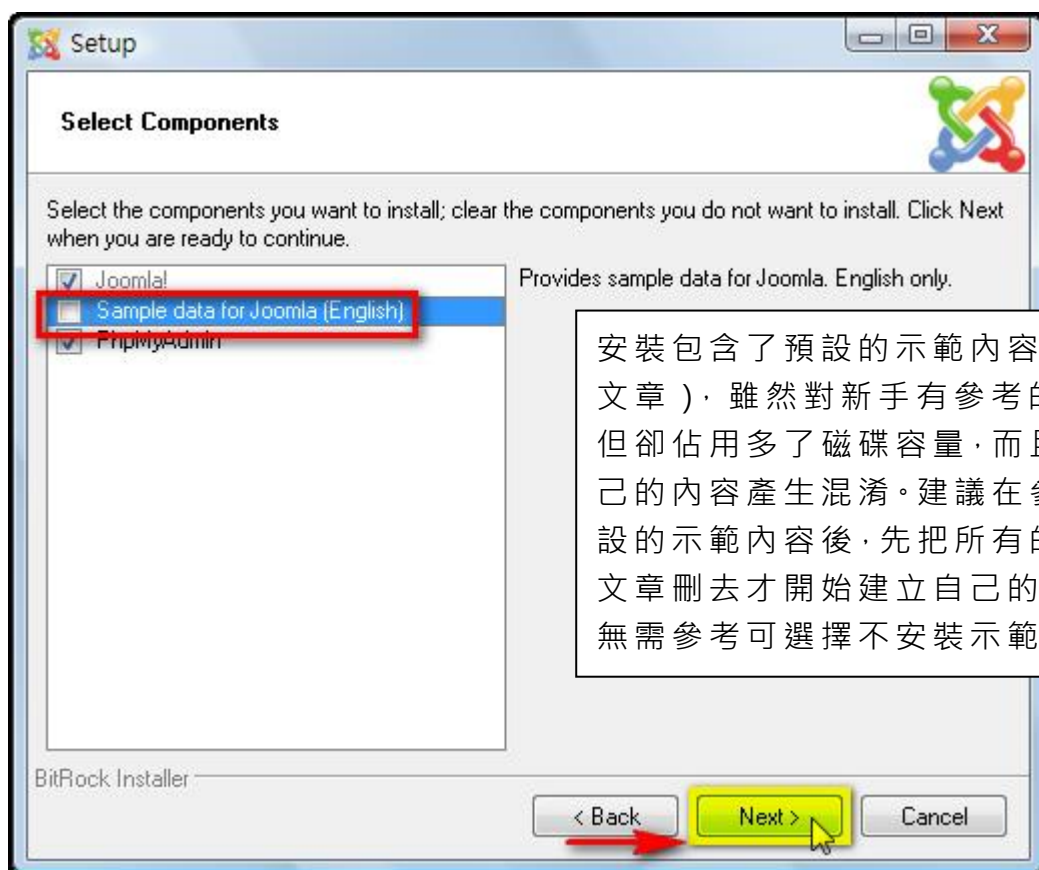 Setup
Select Components
Select the components you want to install; clear the components you do not want to install. Click Next
when you are ready to continue.
Joomla!
Sample data for Joomla (English)
PhpMyAdmin
Provides sample data for Joomla. English only.
安裝包含了預設的示範內容
文章)，雖然對新手有參考
但卻佔用多了磁碟容量，而
己的內容產生混淆。建議在
設的示範內容後，先把所有
文章刪去才開始建立自己的
無需參考可選擇不安裝示範
BitRock Installer
< Back
Next >
Cancel